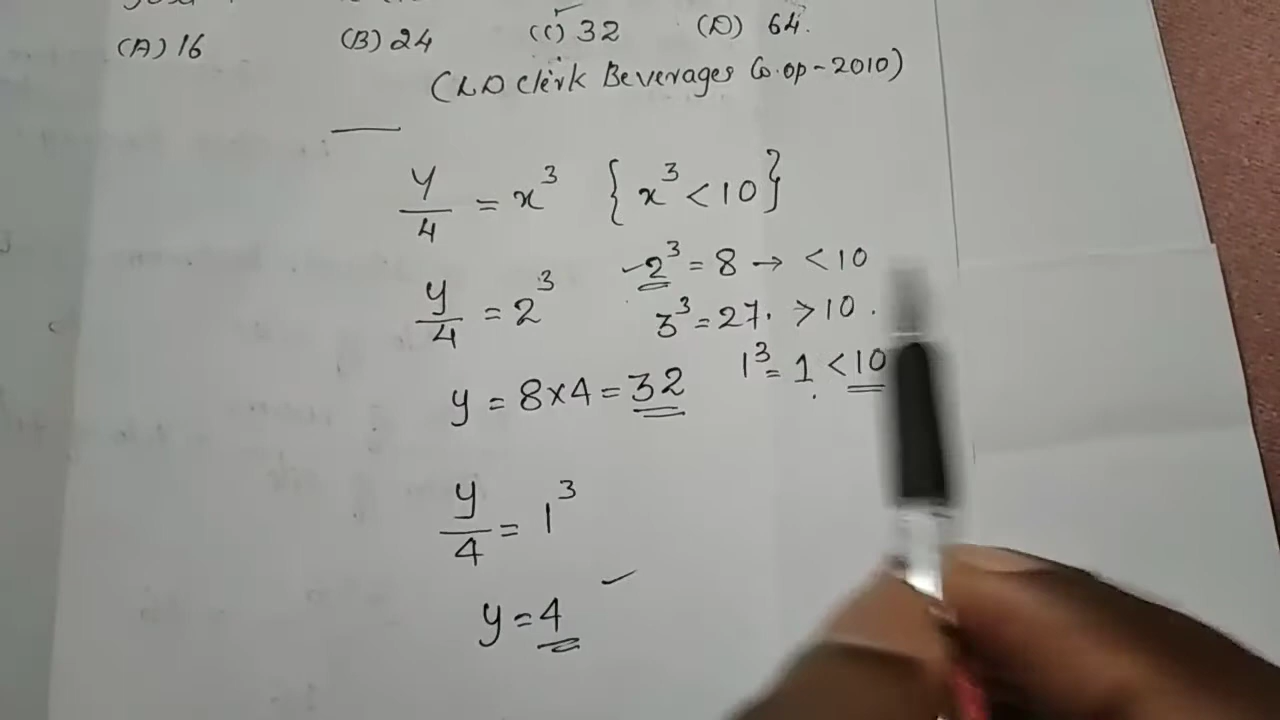 (A) 16 (B) 24 (C) 32 (D) 64.
(LD Clerk Beverages Co.op-2010)
y/4 = x³ {x³ < 10}
2³ = 8 → < 10
y/4 = 2³
3³ = 27. > 10.
1³ = 1 < 10
y = 8×4 = 32
y/4 = 1³
y = 4